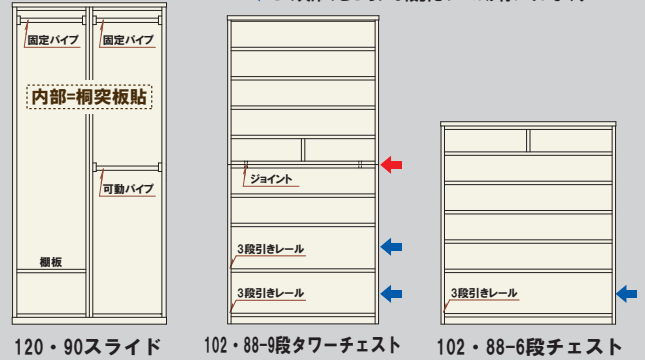 固定パイプ
固定パイプ
内部=桐突板貼
可動パイプ
棚板
120・90スライド
ジョイント
3段引きレール
3段引きレール
102・88-9段タワーチェスト
3段引きレール
102・88-6段チェスト